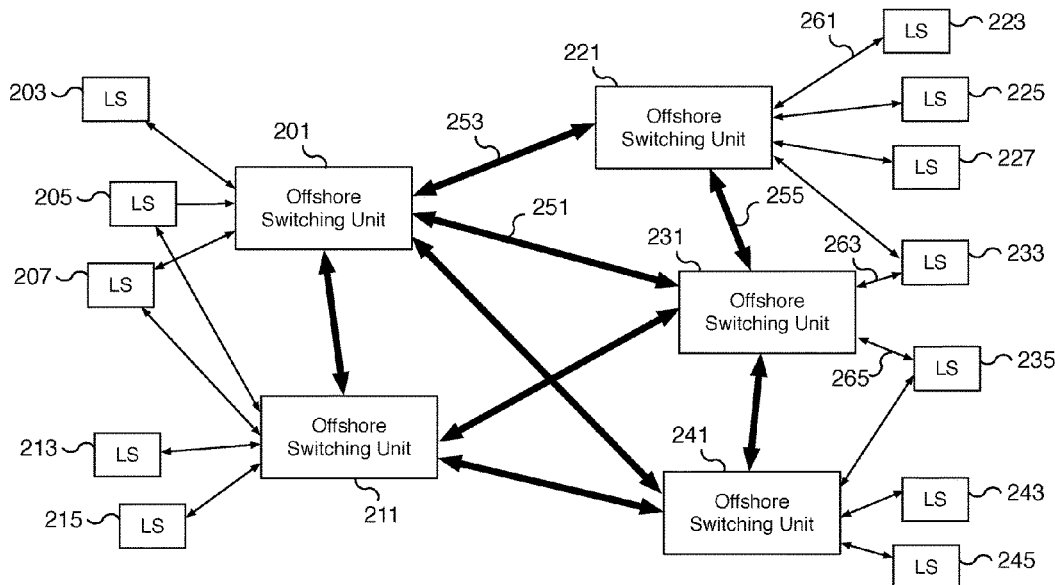 261
LS
223
221
203
LS
Offshore
Switching Unit
LS
225
253
201
LS
227
205
LS
Offshore
Switching Unit
255
251
231
263
LS
233
207
LS
Offshore
Switching Unit
265
LS
235
Offshore
Switching Unit
213
LS
241
211
Offshore
Switching Unit
LS
243
215
LS
LS
245